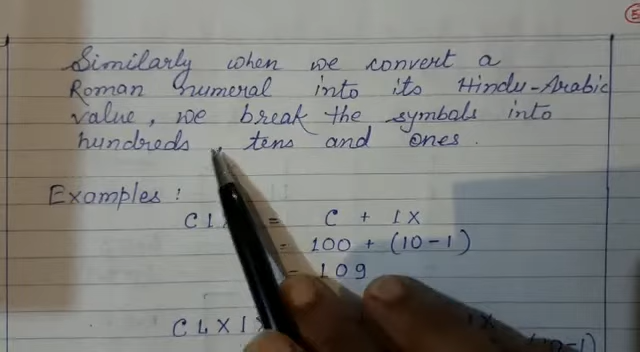 5
Similarly when we convert a
Roman numeral into its Hindu-Arabic
value, we break the symbols into
hundreds, tens and ones.
Examples :
= C + IX
= 100 + (10-1)
= 109